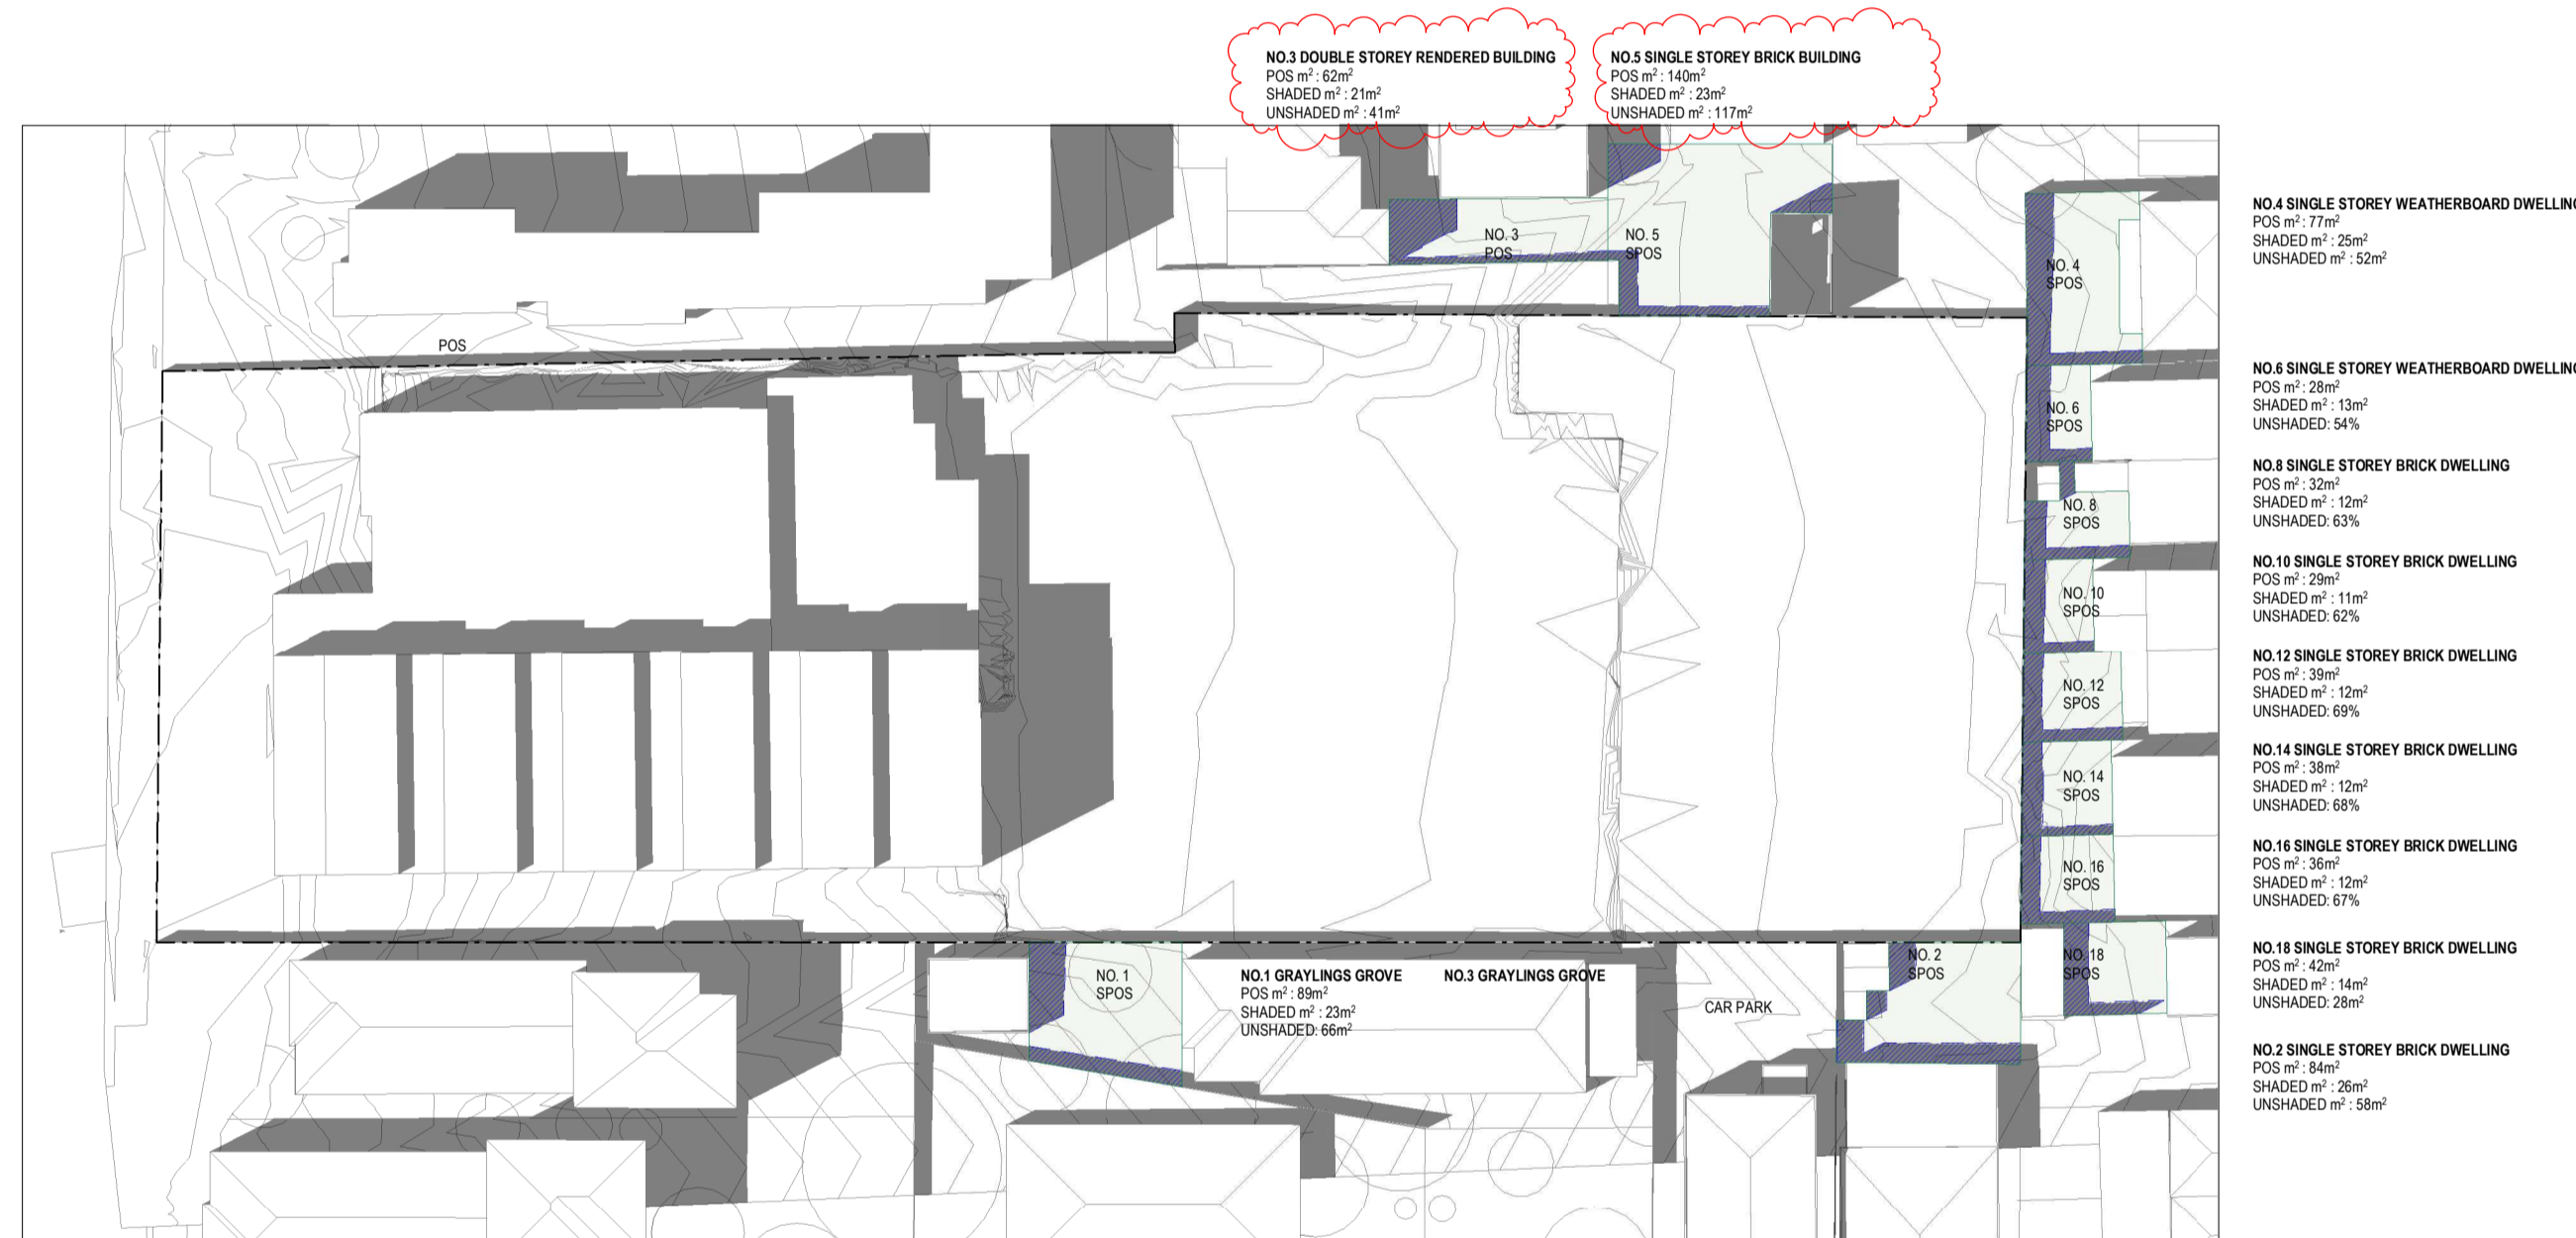 NO.3 DOUBLE STOREY RENDERED BUILDING
POS m² : 62m²
SHADED m² : 21m²
UNSHADED m² : 41m²
NO.5 SINGLE STOREY BRICK BUILDING
POS m² : 140m²
SHADED m² : 23m²
UNSHADED m² : 117m²
NO. 3
POS
NO. 5
SPOS
NO. 4
SPOS
POS
NO. 6
SPOS
NO. 8
SPOS
NO. 10
SPOS
NO. 12
SPOS
NO. 14
SPOS
NO. 16
SPOS
NO. 18
SPOS
NO. 2
SPOS
NO. 1
SPOS
NO.1 GRAYLINGS GROVE
POS m² : 89m²
SHADED m² : 23m²
UNSHADED: 66m²
NO.3 GRAYLINGS GROVE
CAR PARK
NO.4 SINGLE STOREY WEATHERBOARD DWELLING
POS m² : 77m²
SHADED m² : 25m²
UNSHADED m² : 52m²
NO.6 SINGLE STOREY WEATHERBOARD DWELLING
POS m² : 28m²
SHADED m² : 13m²
UNSHADED: 54%
NO.8 SINGLE STOREY BRICK DWELLING
POS m² : 32m²
SHADED m² : 12m²
UNSHADED: 63%
NO.10 SINGLE STOREY BRICK DWELLING
POS m² : 29m²
SHADED m² : 11m²
UNSHADED: 62%
NO.12 SINGLE STOREY BRICK DWELLING
POS m² : 39m²
SHADED m² : 12m²
UNSHADED: 69%
NO.14 SINGLE STOREY BRICK DWELLING
POS m² : 38m²
SHADED m² : 12m²
UNSHADED: 68%
NO.16 SINGLE STOREY BRICK DWELLING
POS m² : 36m²
SHADED m² : 12m²
UNSHADED: 67%
NO.18 SINGLE STOREY BRICK DWELLING
POS m² : 42m²
SHADED m² : 14m²
UNSHADED: 28m²
NO.2 SINGLE STOREY BRICK DWELLING
POS m² : 84m²
SHADED m² : 26m²
UNSHADED m² : 58m²